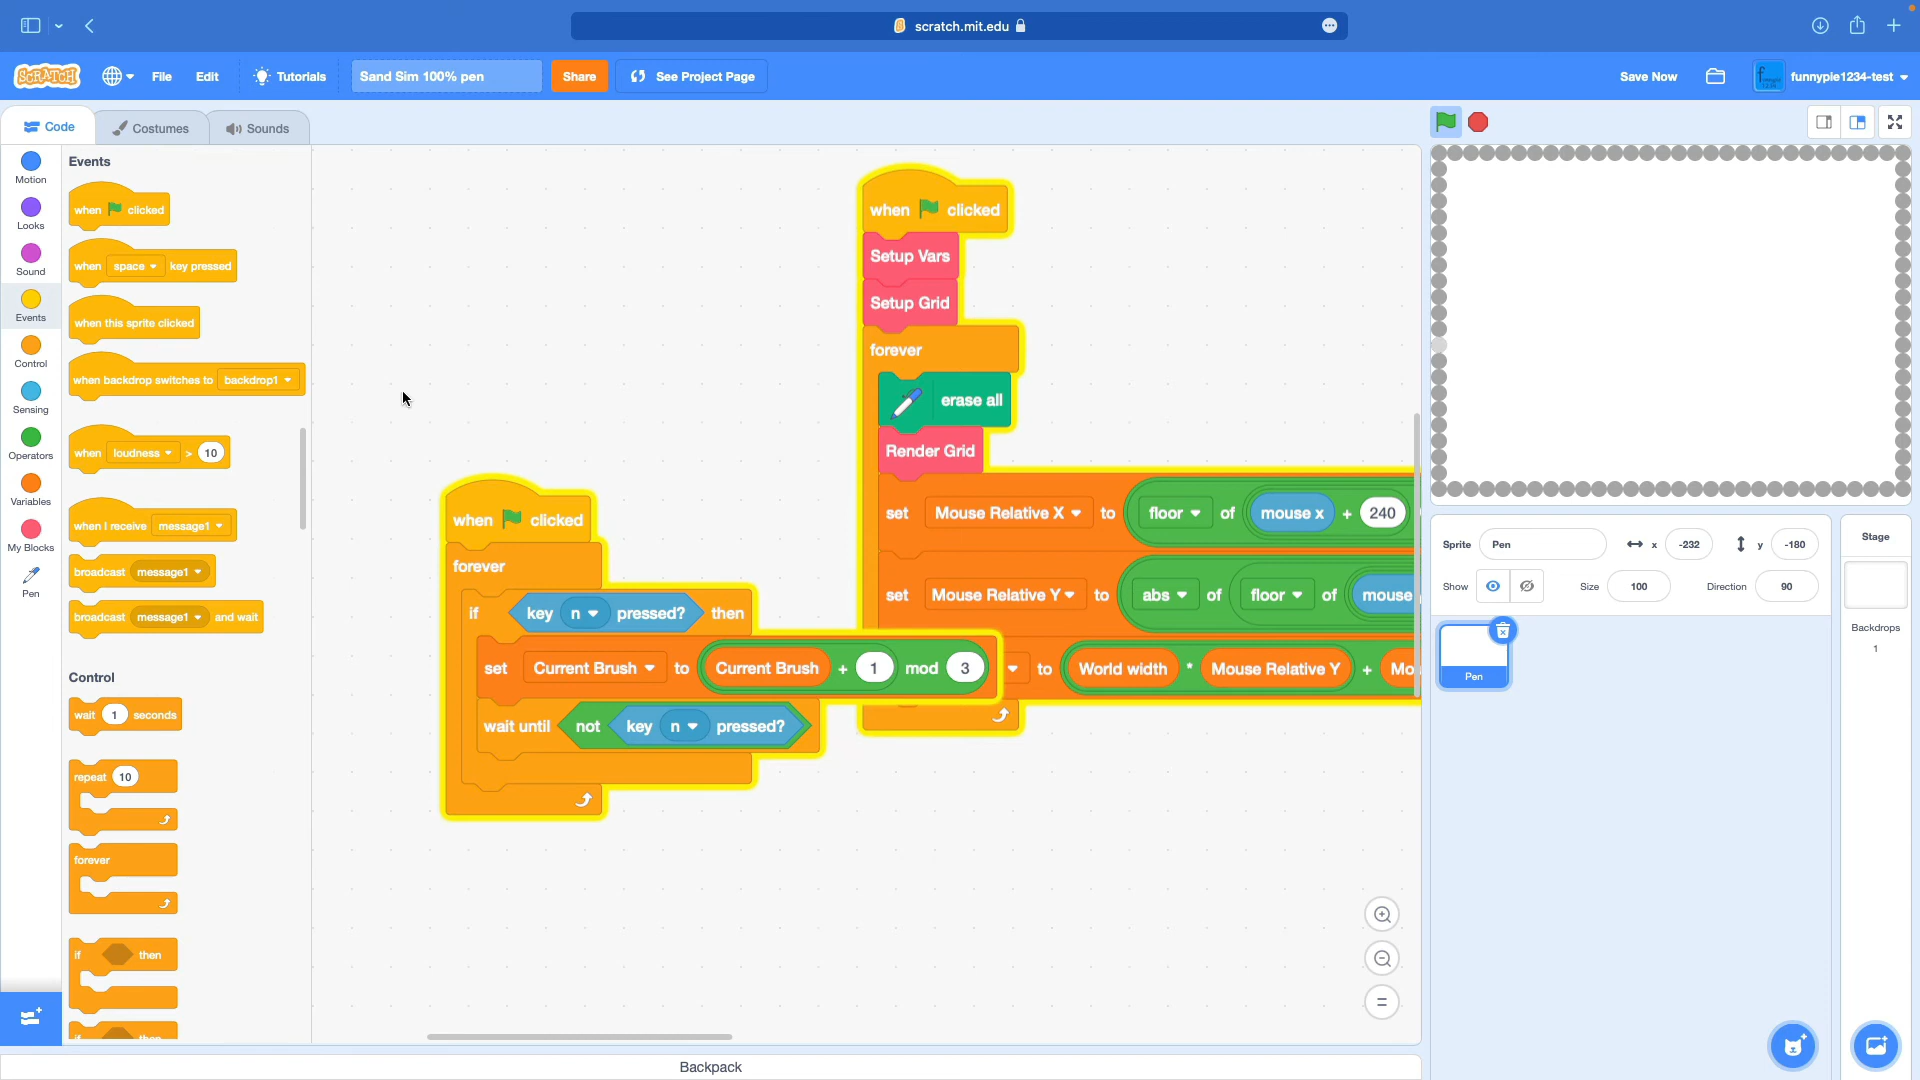 scratch.mit.edu
SCRATCH
File
Edit
Tutorials
Sand Sim 100% pen
Share
See Project Page
Save Now
funnypie1234-test
Code
Costumes
Sounds
Motion
Looks
Sound
Events
Control
Sensing
Operators
Variables
My Blocks
Pen
Events
when clicked
when space key pressed
when this sprite clicked
when backdrop switches to backdrop1
when loudness > 10
when I receive message1
broadcast message1
broadcast message1 and wait
Control
wait 1 seconds
repeat 10
forever
if then
if then
when clicked
Setup Vars
Setup Grid
forever
erase all
Render Grid
set Mouse Relative X to floor of mouse x + 240
set Mouse Relative Y to abs of floor of mouse
to World width * Mouse Relative Y + Mo
when clicked
forever
if key n pressed? then
set Current Brush to Current Brush + 1 mod 3
wait until not key n pressed?
Backpack
Sprite Pen x -232 y -180
Show Size 100 Direction 90
Pen
Stage
Backdrops
1